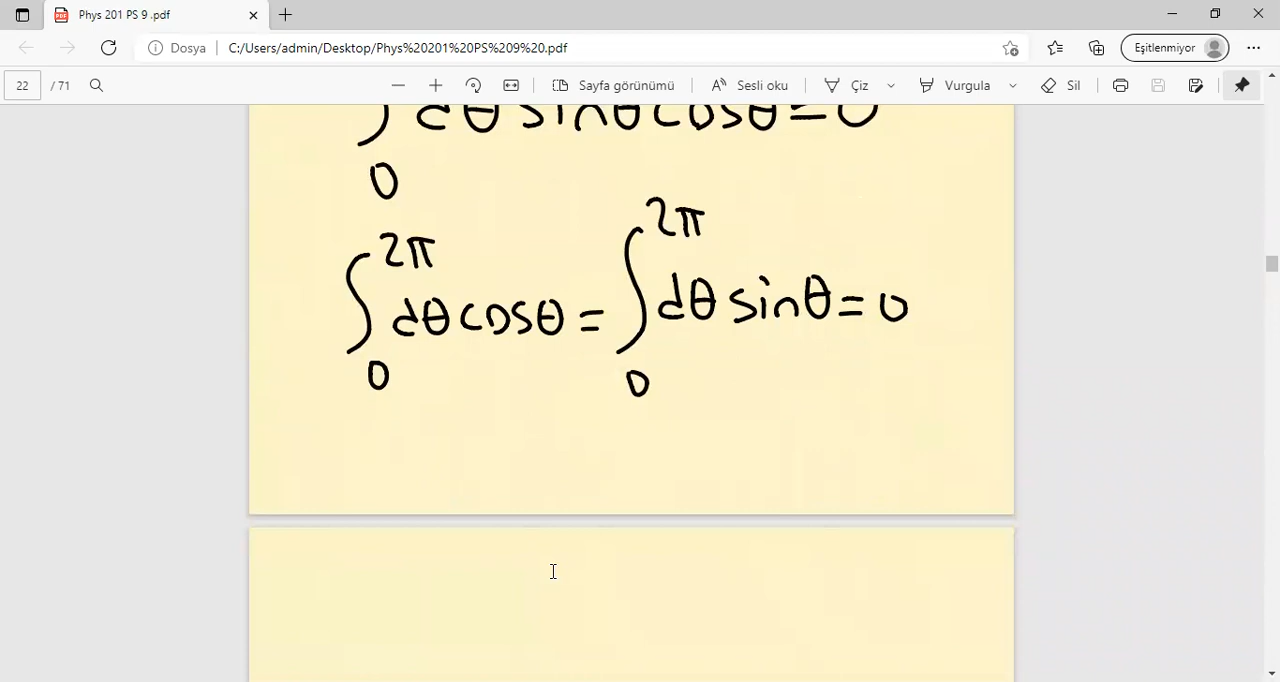 Phys 201 PS 9 .pdf
Dosya C:/Users/admin/Desktop/Phys%20201%20PS%209%20.pdf Eşitlenmiyor
22 / 71 Sayfa görünümü Sesli oku Çiz Vurgula Sil
∫ dθ sinθ cosθ = 0
0
2π 2π
∫ dθ cosθ = ∫ dθ sinθ = 0
0 0